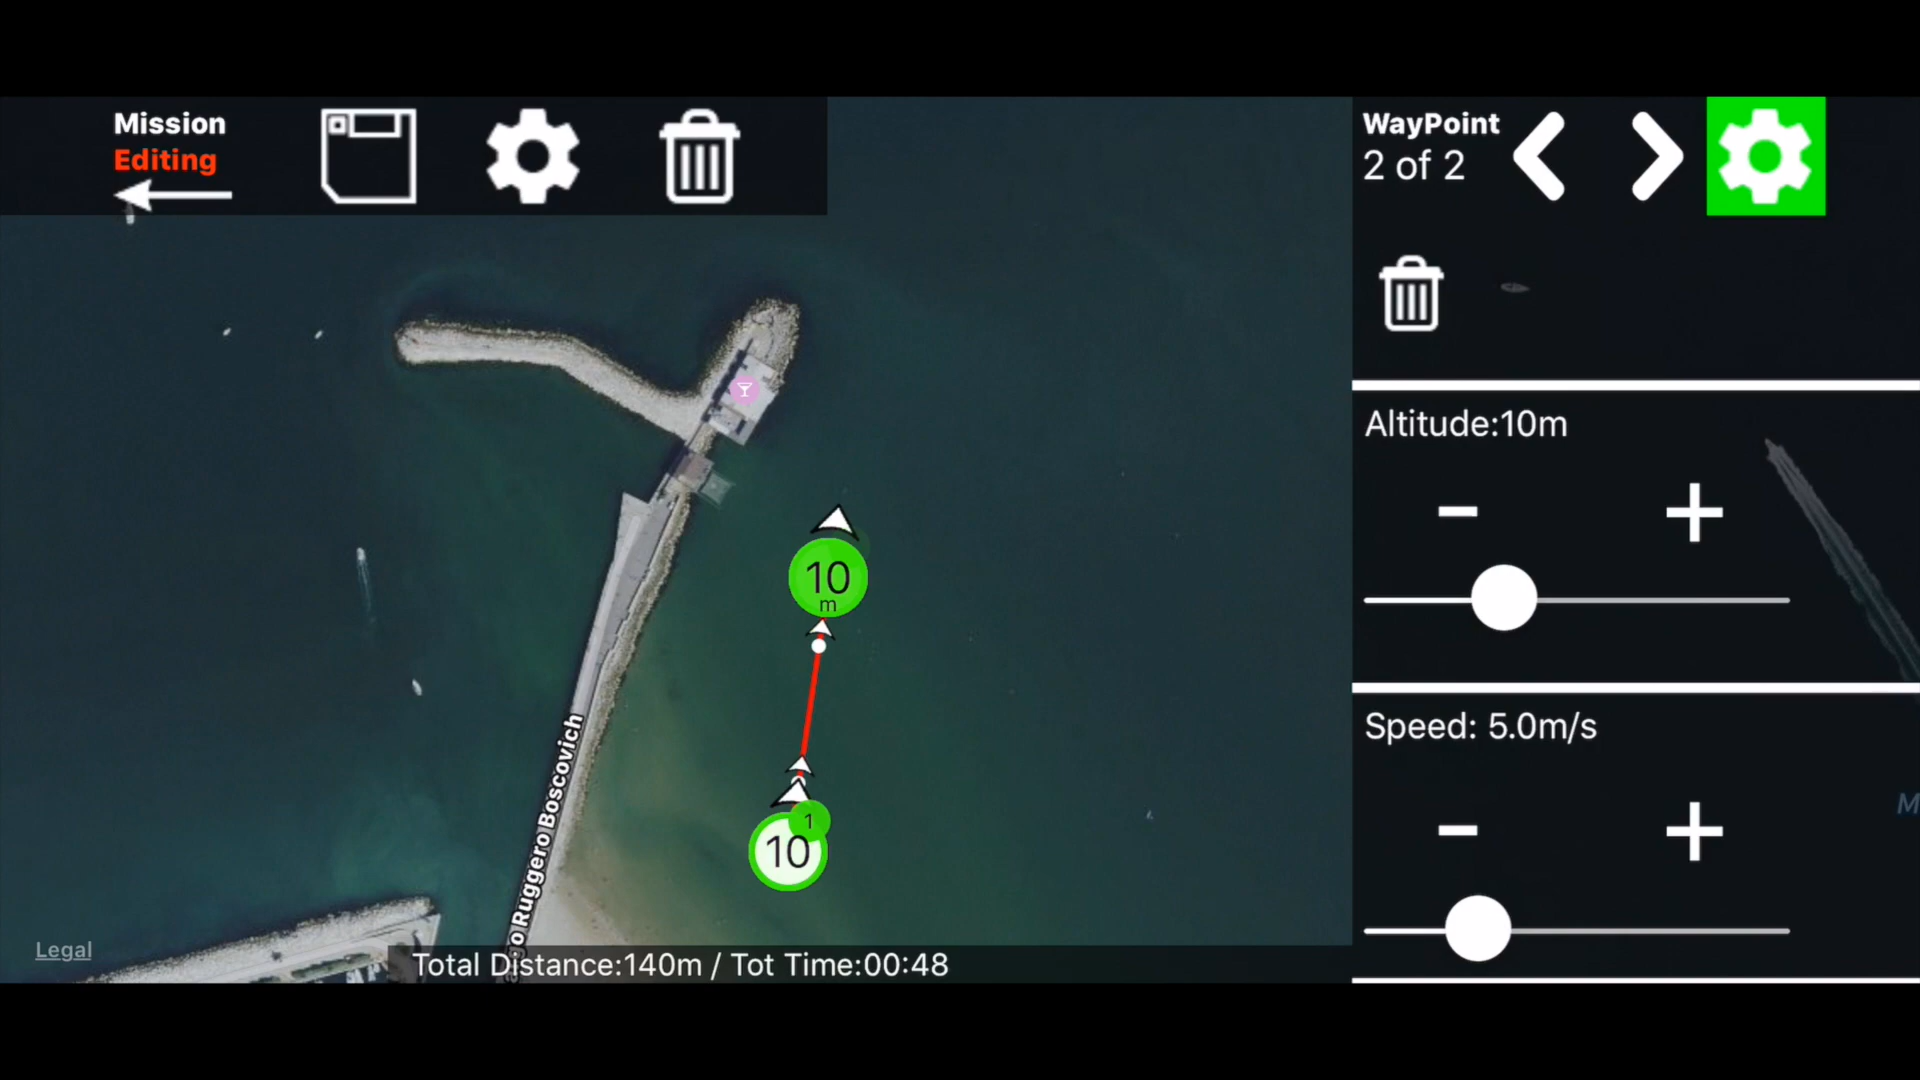 Mission
Editing
WayPoint
2 of 2
Altitude:10m
10
m
Speed: 5.0m/s
1
10
Ruggero Boscovich
Legal
Total Distance:140m / Tot Time:00:48
M